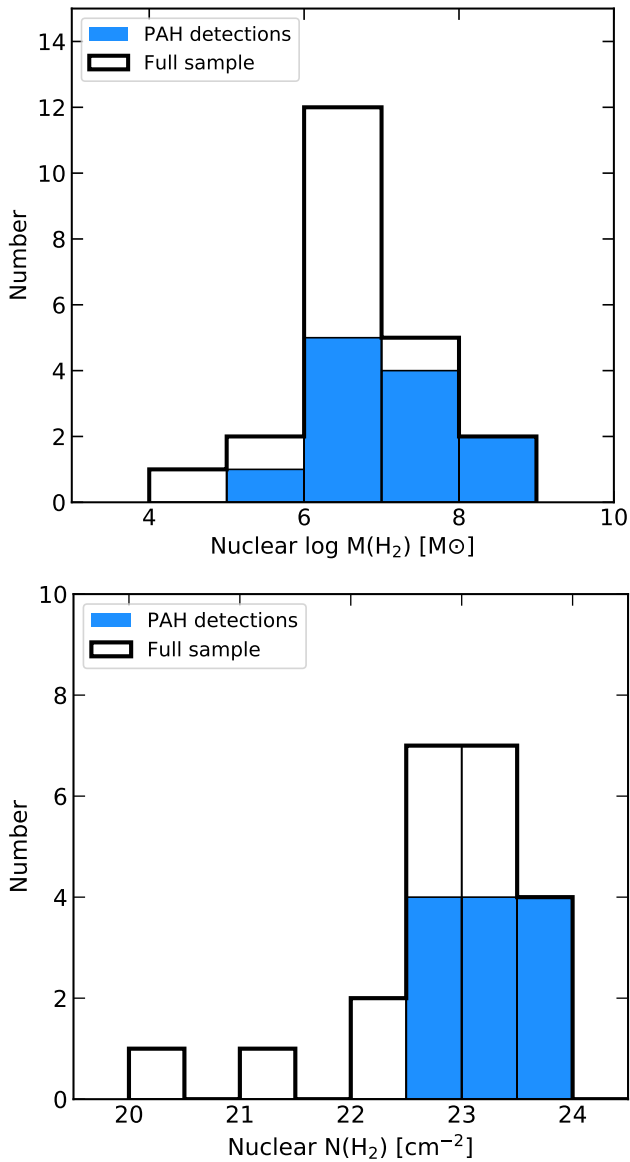 PAH detections
Full sample
14
12
10
8
6
4
2
0
Number
4 6 8 10
Nuclear log M(H₂) [M⊙]
PAH detections
Full sample
10
8
6
4
2
0
Number
20 21 22 23 24
Nuclear N(H₂) [cm⁻²]